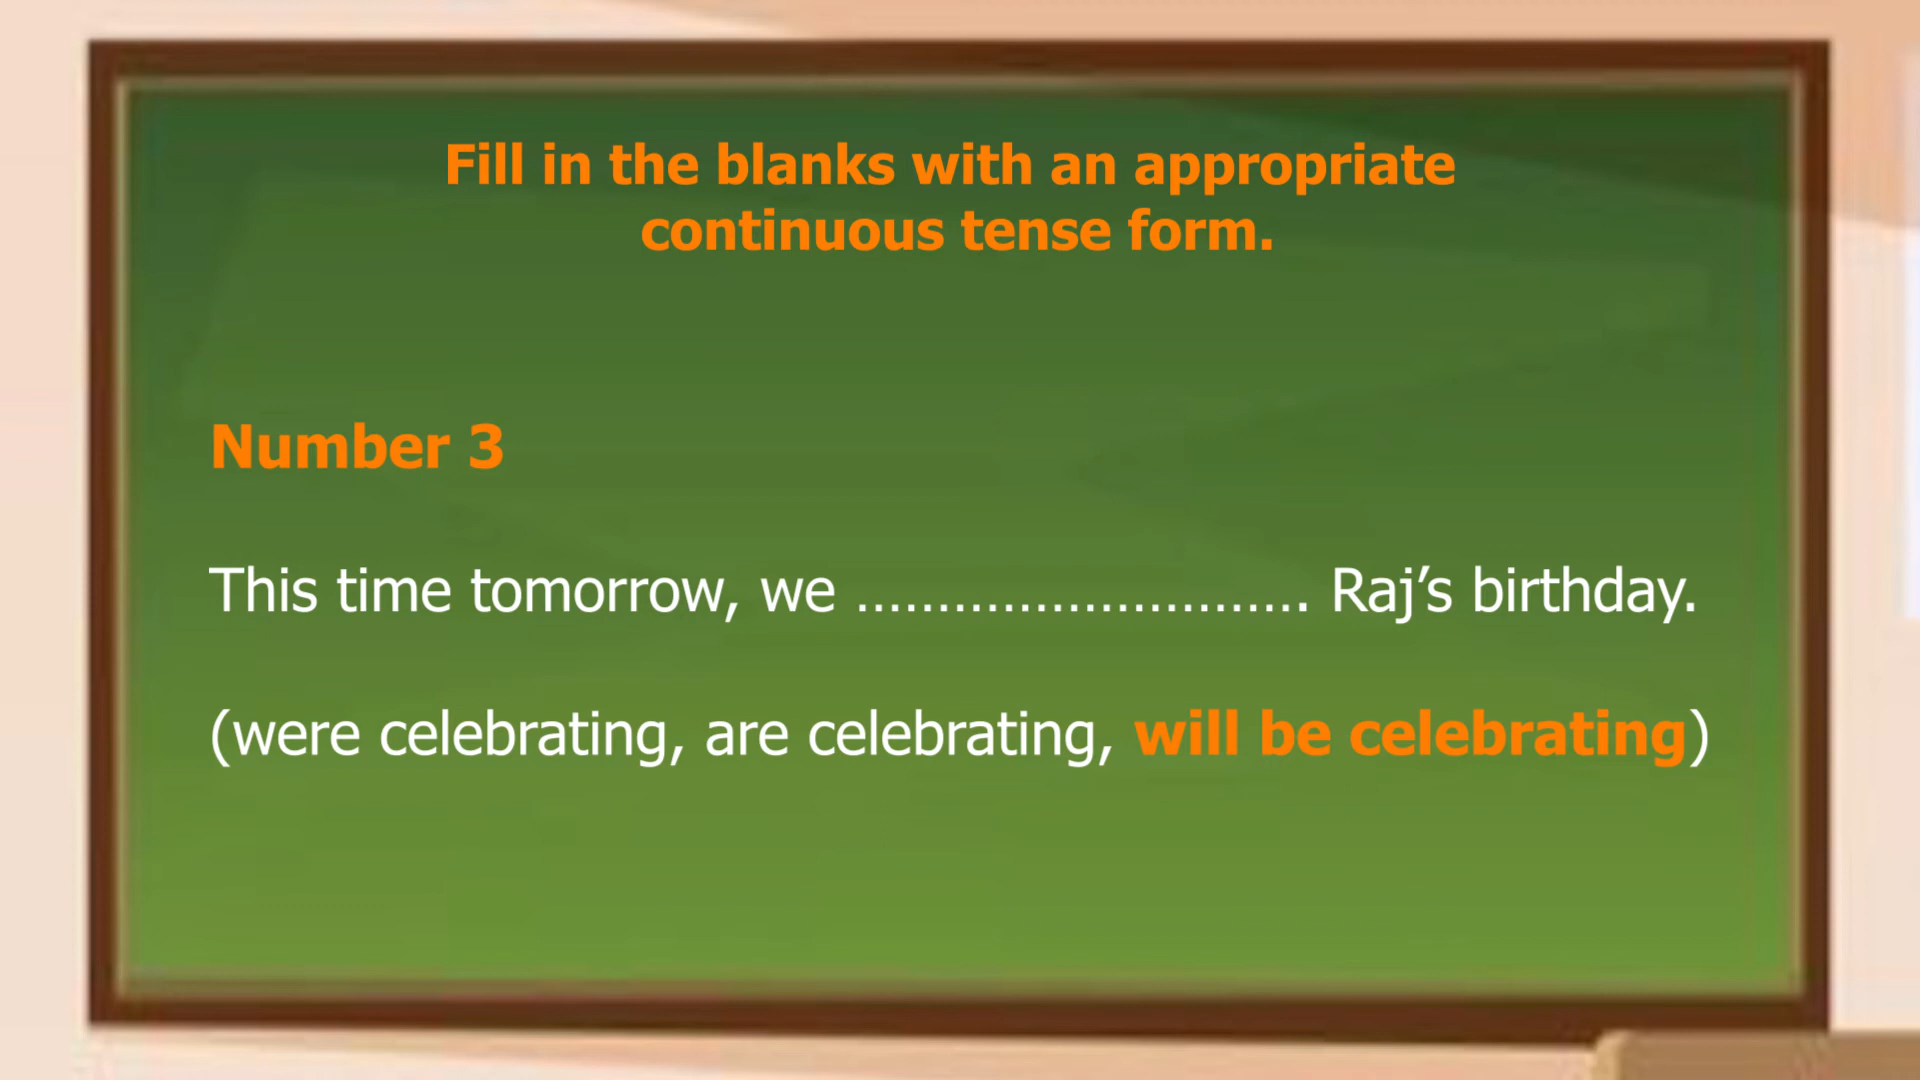 Fill in the blanks with an appropriate
continuous tense form.
Number 3
This time tomorrow, we ............................ Raj’s birthday.
(were celebrating, are celebrating, will be celebrating)